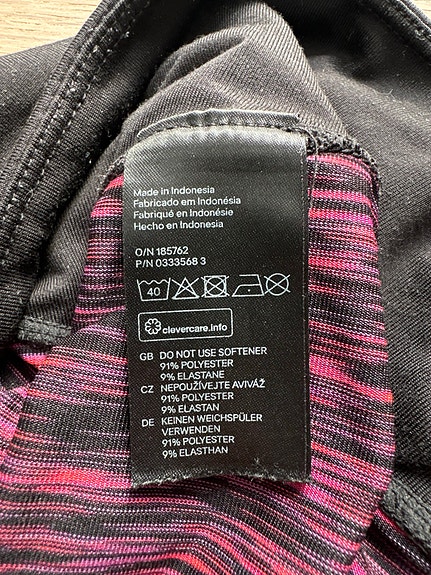 Made in Indonesia
Fabricado em Indonésia
Fabriqué en Indonésie
Hecho en Indonesia
O/N 185762
P/N 0333568 3
40
clevercare.info
GB DO NOT USE SOFTENER
91% POLYESTER
9% ELASTANE
CZ NEPOUŽÍVEJTE AVIVÁŽ
91% POLYESTER
9% ELASTAN
DE KEINEN WEICHSPÜLER
VERWENDEN
91% POLYESTER
9% ELASTHAN